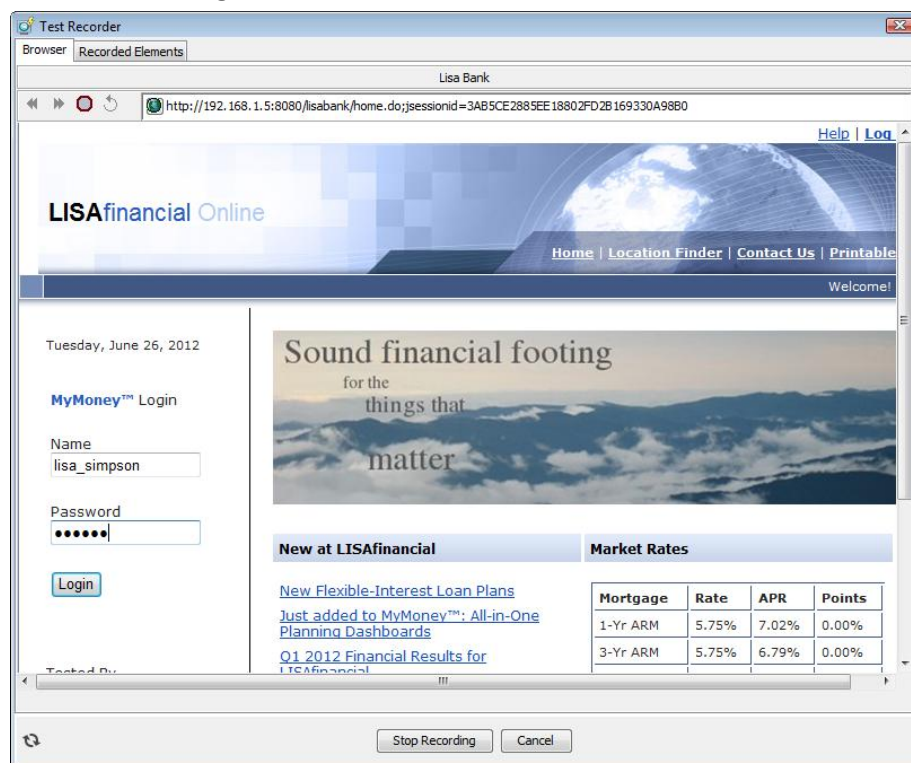 Test Recorder
Browser Recorded Elements
Lisa Bank
http://192.168.1.5:8080/lisabank/home.do;jsessionid=3AB5CE2885EE18802FD2B169330A98B0
Help | Log
LISAfinancial Online
Home | Location Finder | Contact Us | Printable
Welcome!
Tuesday, June 26, 2012
MyMoney™ Login
Name
lisa_simpson
Password
••••••
Login
Sound financial footing
for the
things that
matter
New at LISAfinancial
New Flexible-Interest Loan Plans
Just added to MyMoney™: All-in-One
Planning Dashboards
Q1 2012 Financial Results for
LISAfinancial
Market Rates
Mortgage Rate APR Points
1-Yr ARM 5.75% 7.02% 0.00%
3-Yr ARM 5.75% 6.79% 0.00%
Tested By
Stop Recording Cancel